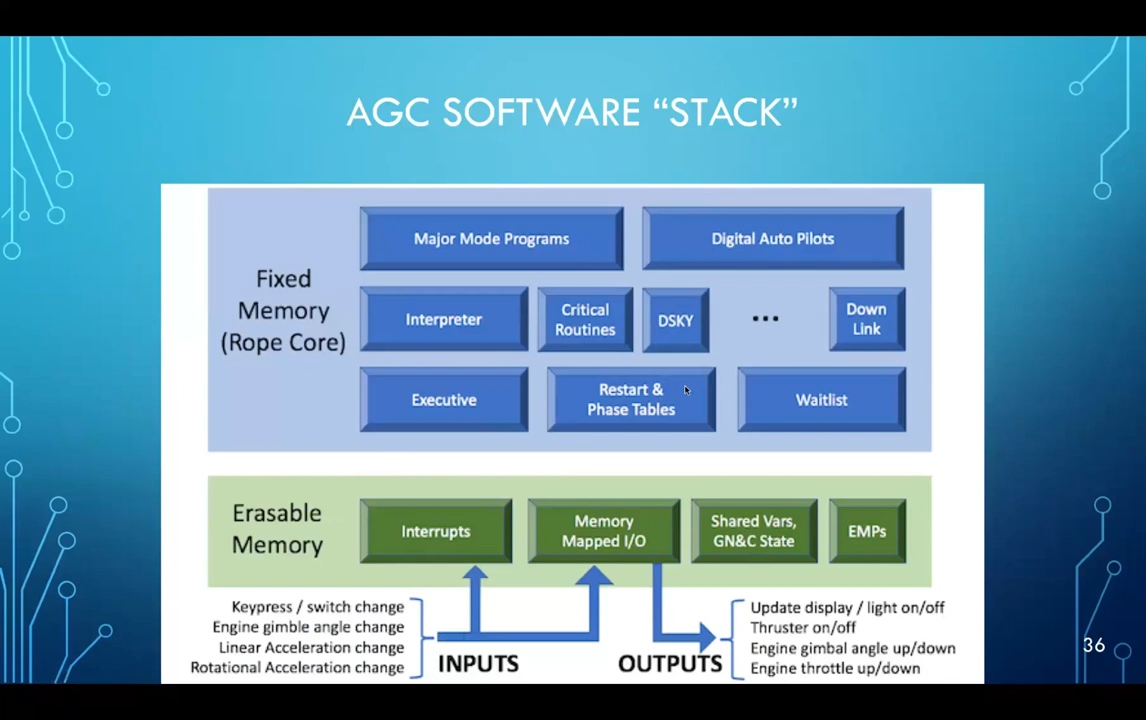 AGC SOFTWARE “STACK”
Fixed
Memory
(Rope Core)
Major Mode Programs
Digital Auto Pilots
Interpreter
Critical
Routines
DSKY
...
Down
Link
Executive
Restart &
Phase Tables
Waitlist
Erasable
Memory
Interrupts
Memory
Mapped I/O
Shared Vars,
GN&C State
EMPs
Keypress / switch change
Engine gimble angle change
Linear Acceleration change
Rotational Acceleration change
INPUTS
OUTPUTS
Update display / light on/off
Thruster on/off
Engine gimbal angle up/down
Engine throttle up/down
36